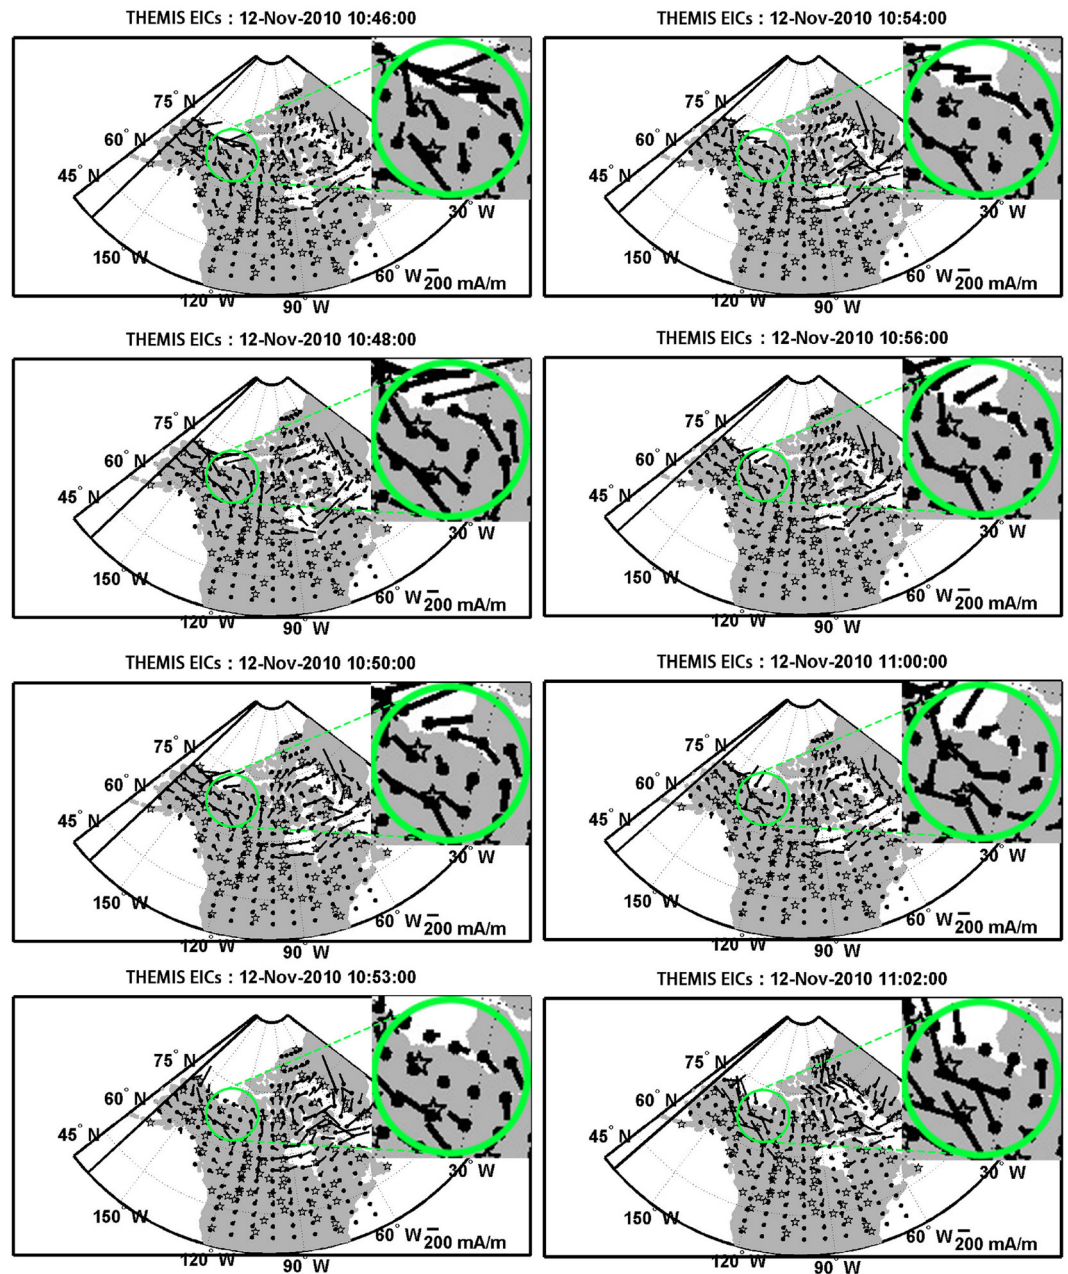 THEMIS EICs : 12-Nov-2010 10:46:00
75° N
60° N
45° N
150° W
120° W
90° W
60° W
30° W
200 mA/m
THEMIS EICs : 12-Nov-2010 10:54:00
75° N
60° N
45° N
150° W
120° W
90° W
60° W
30° W
200 mA/m
THEMIS EICs : 12-Nov-2010 10:48:00
75° N
60° N
45° N
150° W
120° W
90° W
60° W
30° W
200 mA/m
THEMIS EICs : 12-Nov-2010 10:56:00
75° N
60° N
45° N
150° W
120° W
90° W
60° W
30° W
200 mA/m
THEMIS EICs : 12-Nov-2010 10:50:00
75° N
60° N
45° N
150° W
120° W
90° W
60° W
30° W
200 mA/m
THEMIS EICs : 12-Nov-2010 11:00:00
75° N
60° N
45° N
150° W
120° W
90° W
60° W
30° W
200 mA/m
THEMIS EICs : 12-Nov-2010 10:53:00
75° N
60° N
45° N
150° W
120° W
90° W
60° W
30° W
200 mA/m
THEMIS EICs : 12-Nov-2010 11:02:00
75° N
60° N
45° N
150° W
120° W
90° W
60° W
30° W
200 mA/m